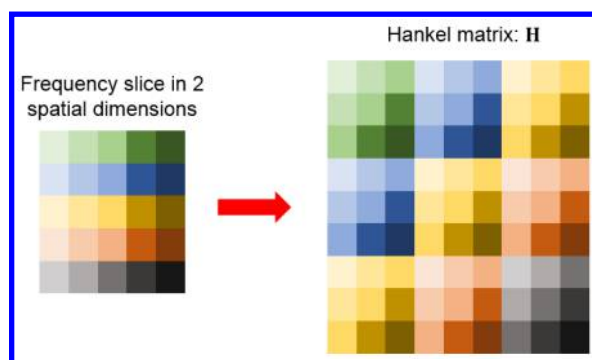 Hankel matrix: H
Frequency slice in 2
spatial dimensions